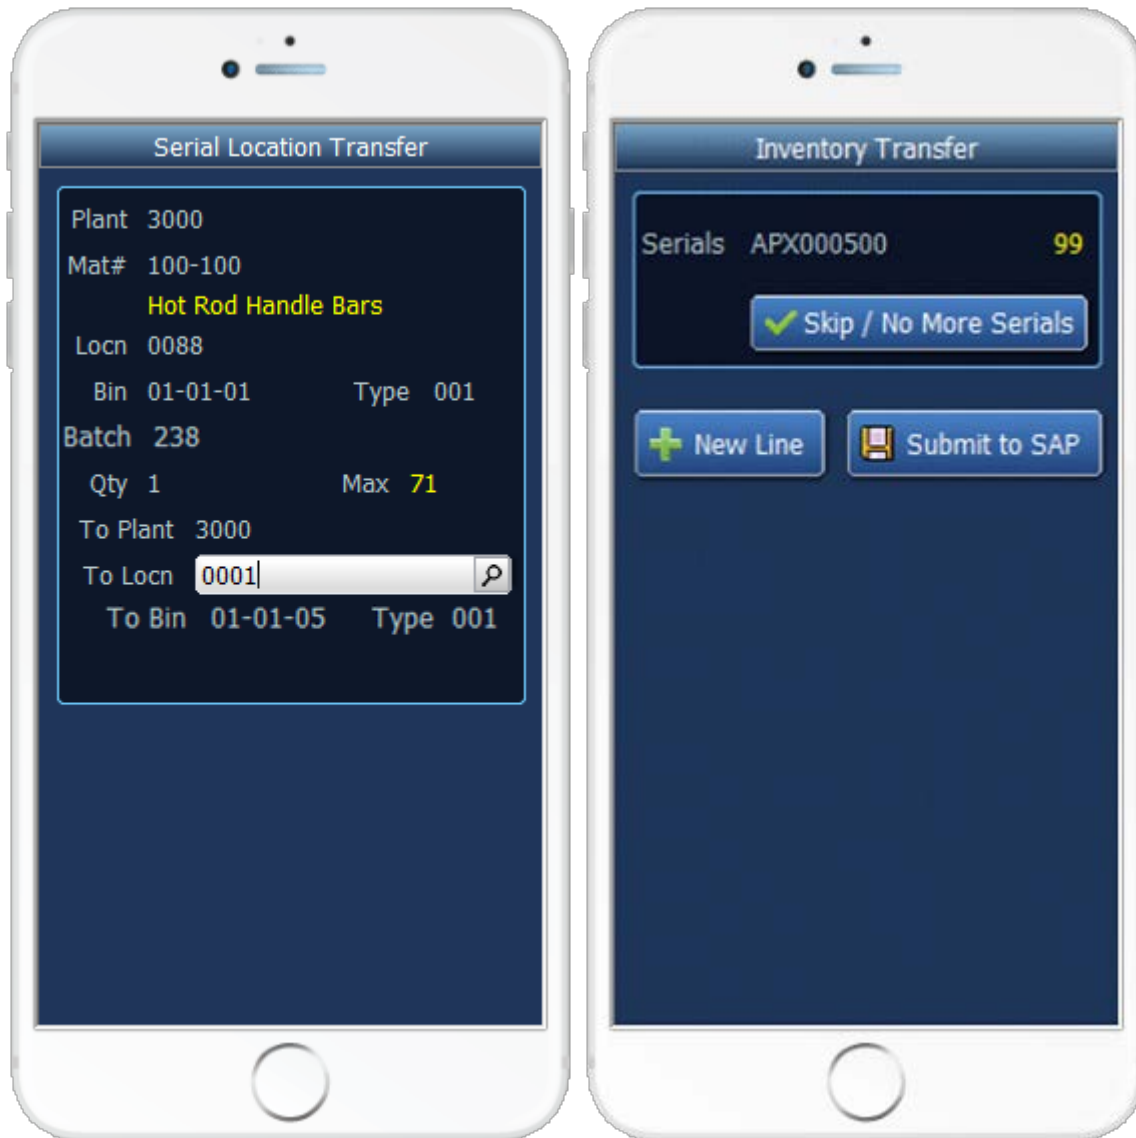 Serial Location Transfer
Plant 3000
Mat# 100-100
Hot Rod Handle Bars
Locn 0088
Bin 01-01-01 Type 001
Batch 238
Qty 1 Max 71
To Plant 3000
To Locn 0001
To Bin 01-01-05 Type 001
Inventory Transfer
Serials APX000500 99
Skip / No More Serials
New Line Submit to SAP